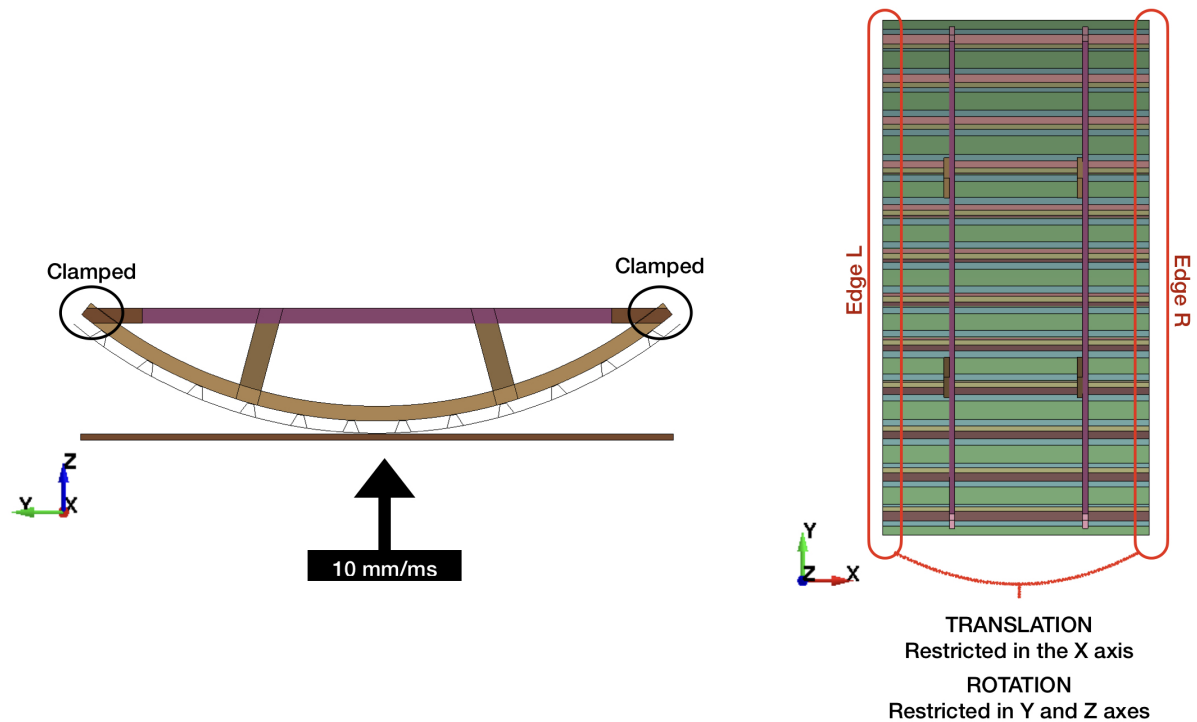 Clamped
Clamped
Z
Y
X
10 mm/ms
Edge L
Edge R
Y
Z
X
TRANSLATION
Restricted in the X axis
ROTATION
Restricted in Y and Z axes